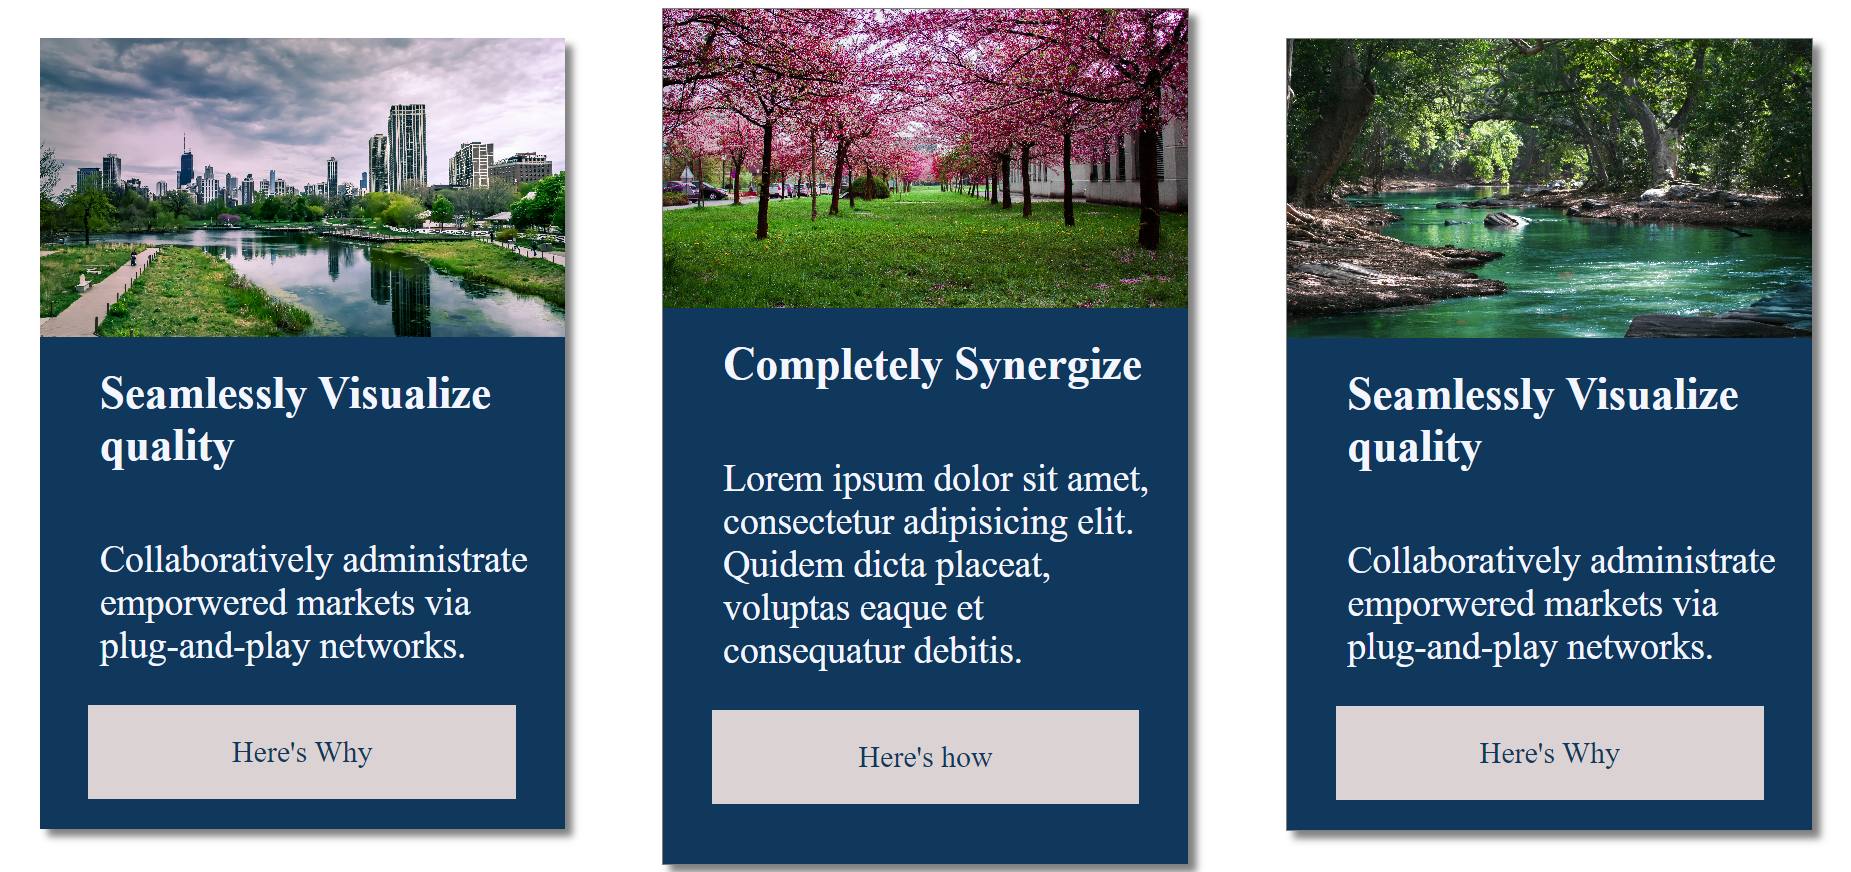 Seamlessly Visualize
quality
Collaboratively administrate
emporwered markets via
plug-and-play networks.
Here's Why
Completely Synergize
Lorem ipsum dolor sit amet,
consectetur adipisicing elit.
Quidem dicta placeat,
voluptas eaque et
consequatur debitis.
Here's how
Seamlessly Visualize
quality
Collaboratively administrate
emporwered markets via
plug-and-play networks.
Here's Why